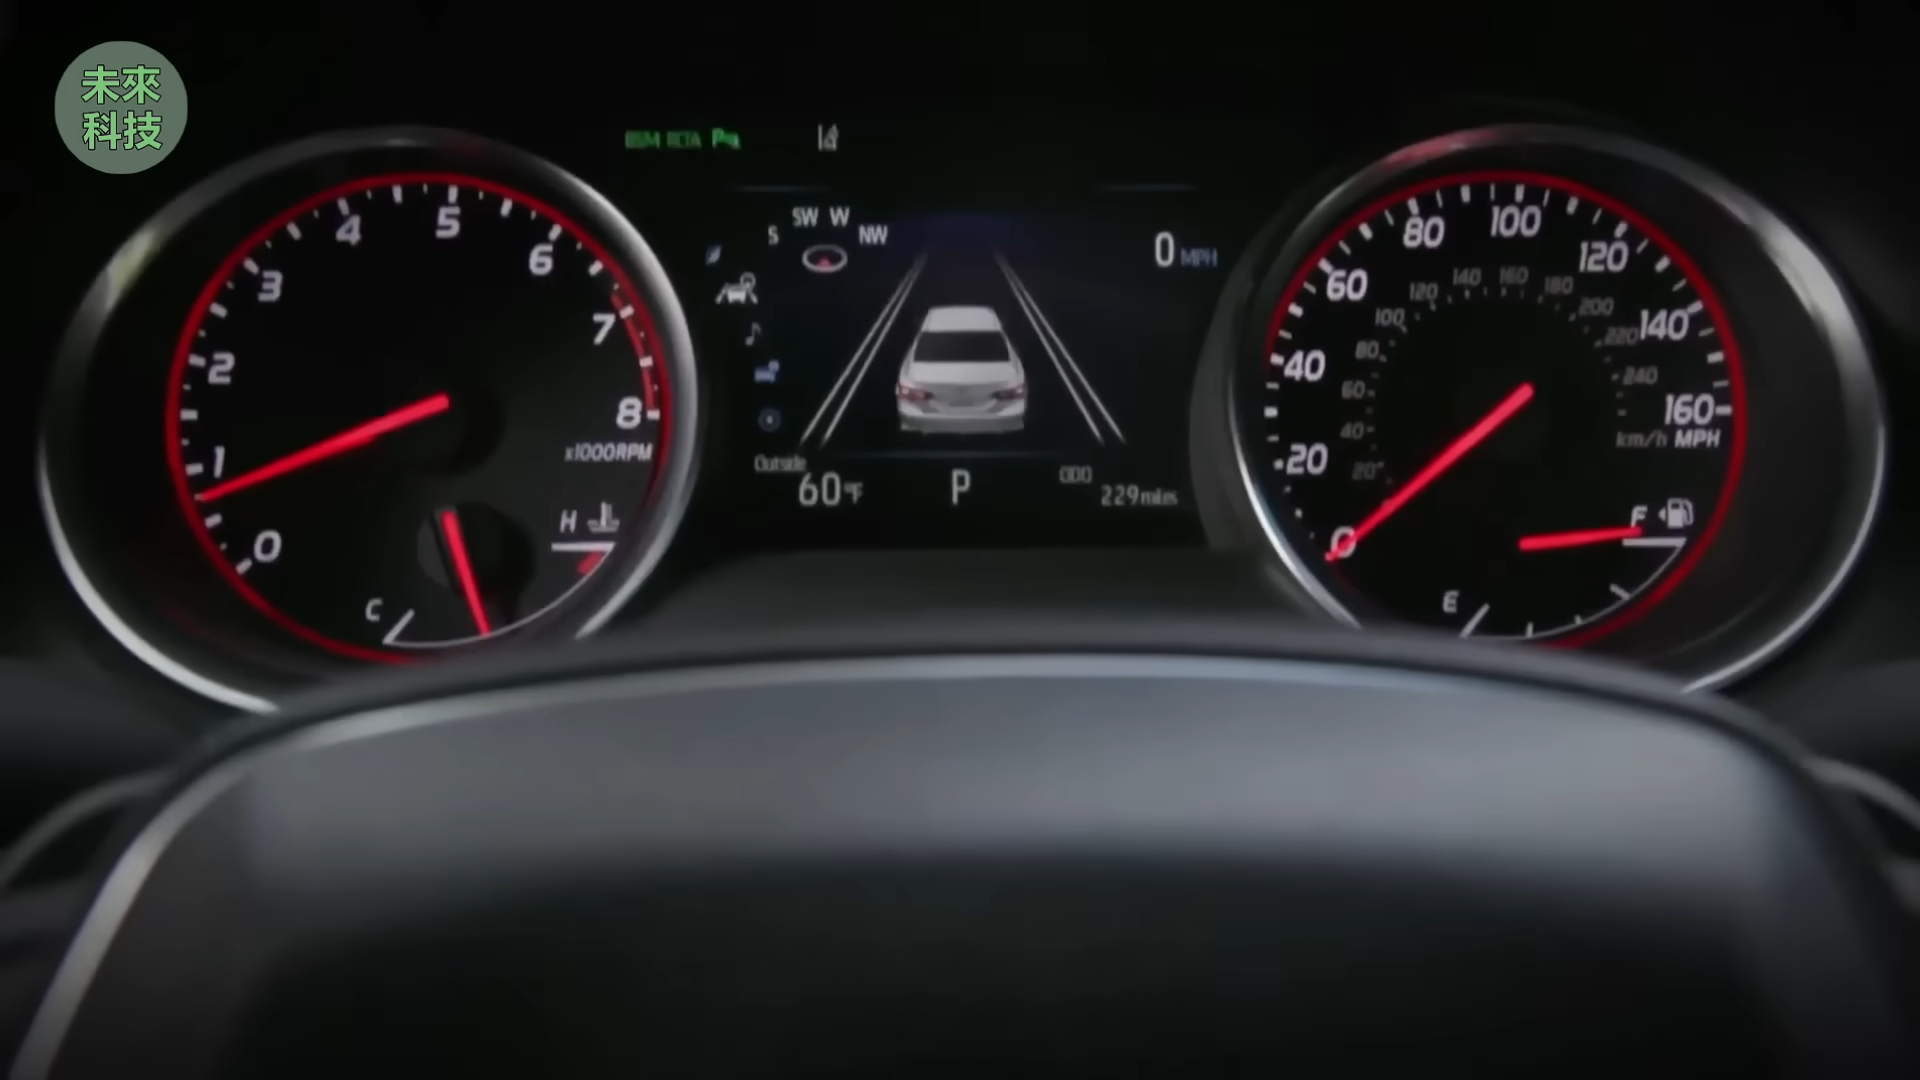 未來
科技
BSM RCTA
0
1
2
3
4
5
6
7
8
x1000RPM
C
H
S
SW
W
NW
0 MPH
Outside
60°F
P
ODO
229 miles
0
20
40
60
80
100
120
140
160
km/h MPH
20
40
60
80
100
120
140
160
180
200
220
240
E
F